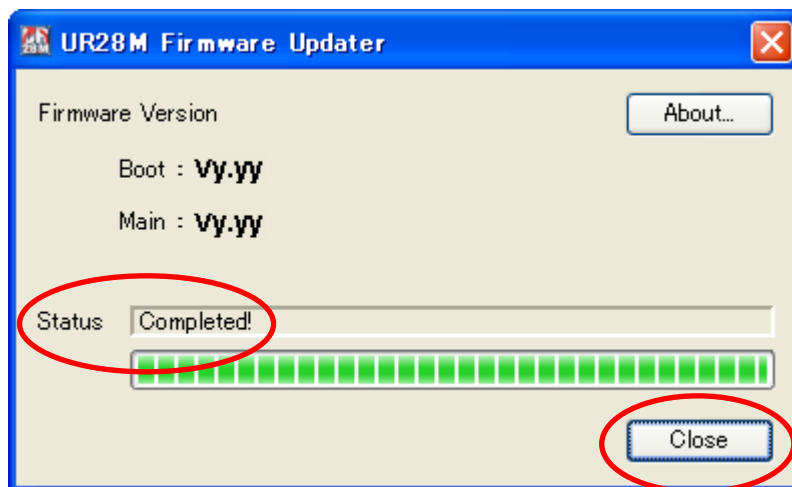 UR28M Firmware Updater
Firmware Version
About...
Boot : Vy.yy
Main : Vy.yy
Status Completed!
Close